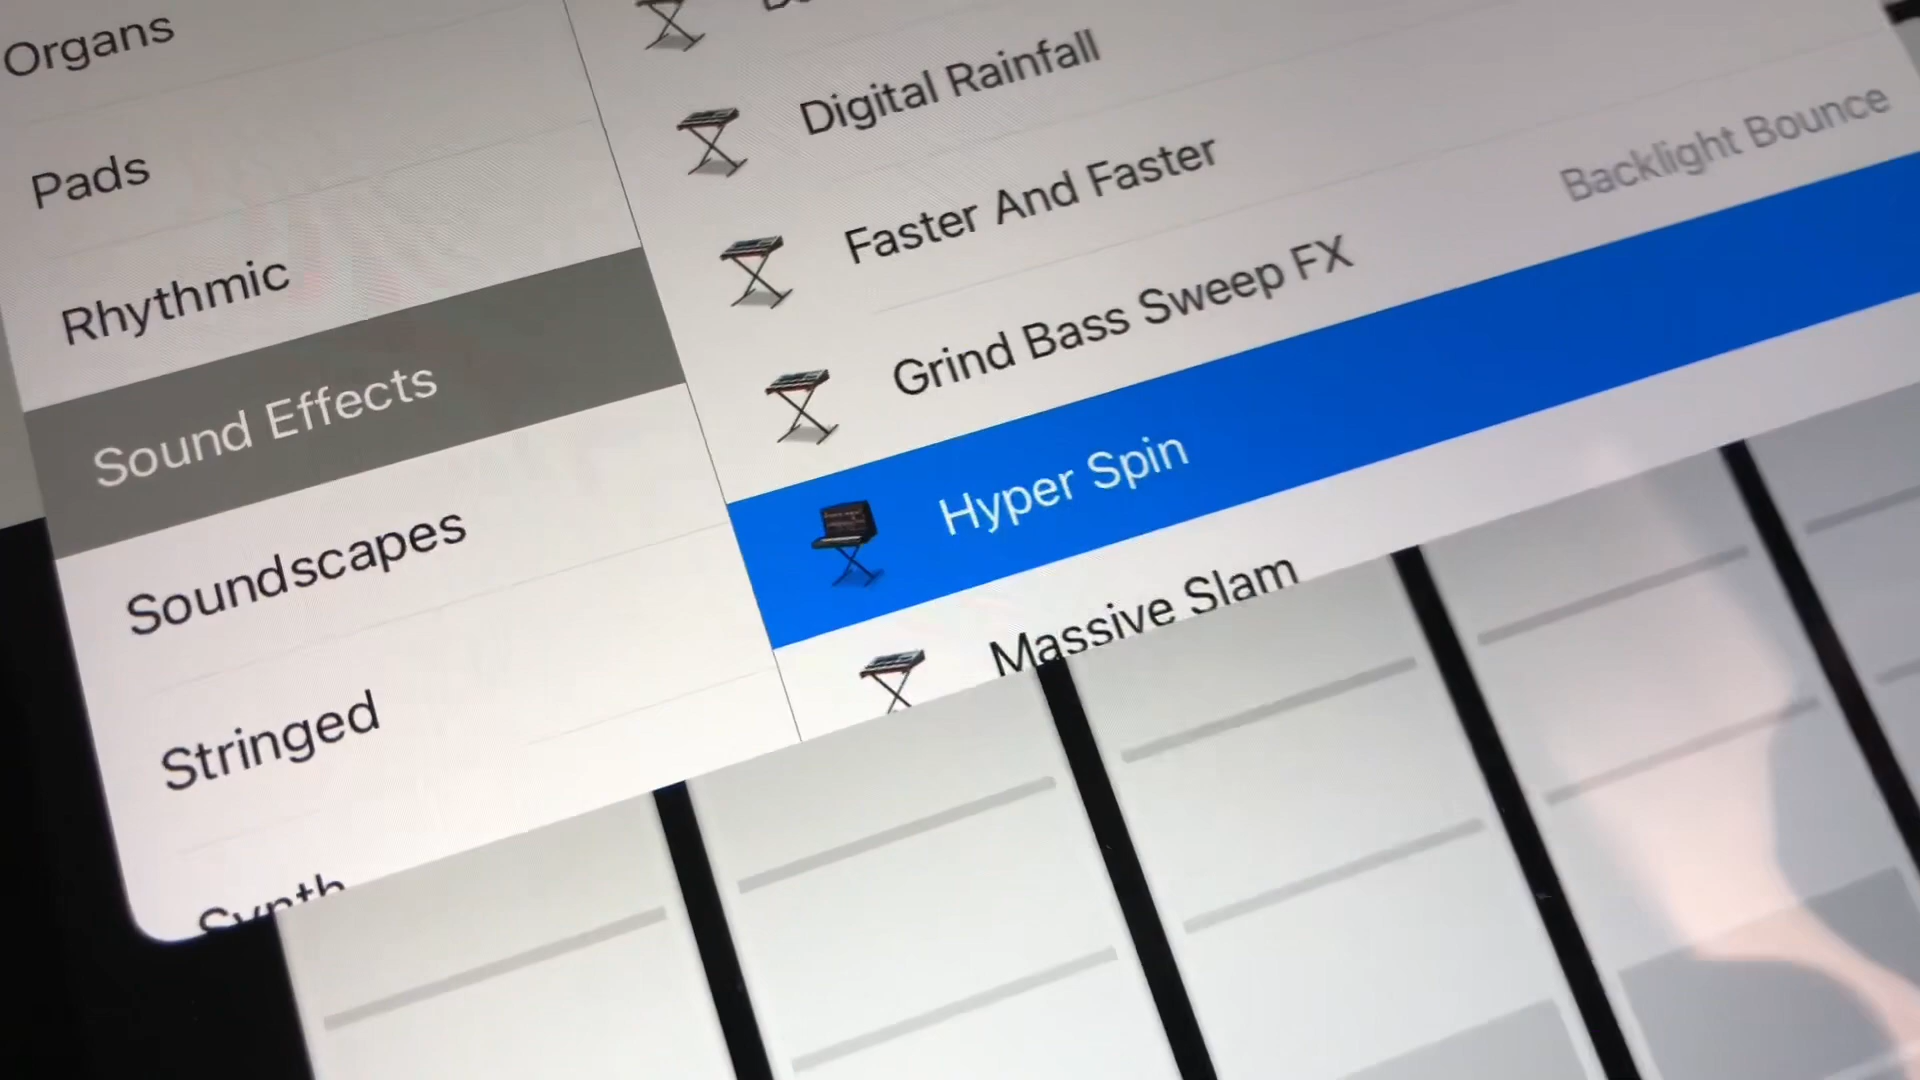 Organs
Pads
Rhythmic
Sound Effects
Soundscapes
Stringed
Synth
Digital Rainfall
Faster And Faster
Grind Bass Sweep FX
Backlight Bounce
Hyper Spin
Massive Slam